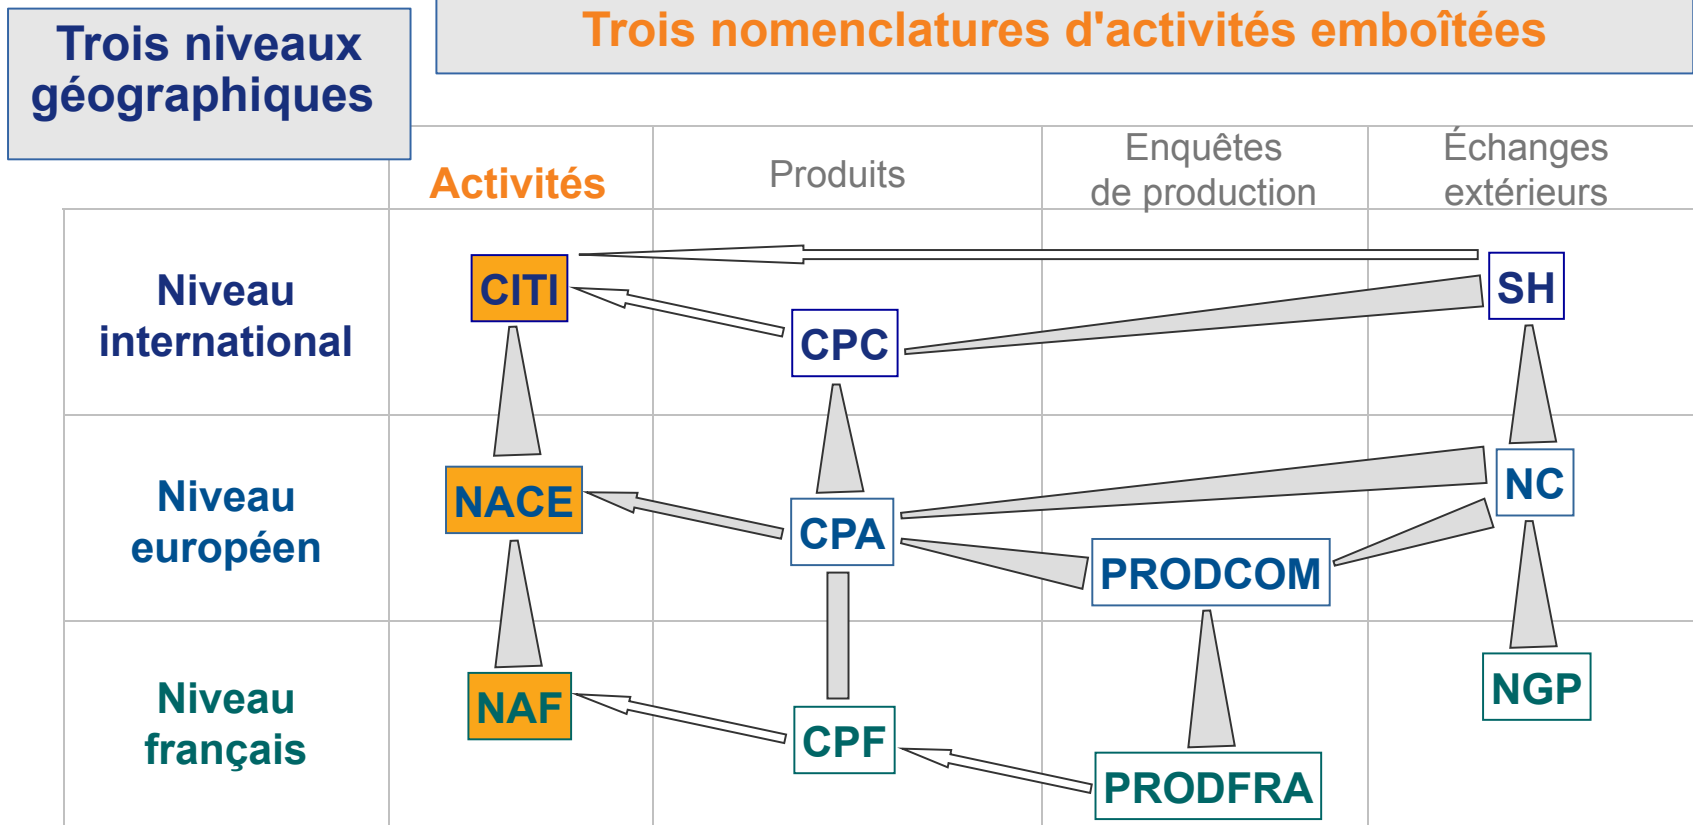 Trois niveaux
géographiques
Trois nomenclatures d'activités emboîtées
Activités
Produits
Enquêtes
de production
Échanges
extérieurs
Niveau
international
CITI
CPC
SH
Niveau
européen
NACE
CPA
PRODCOM
NC
Niveau
français
NAF
CPF
PRODFRA
NGP